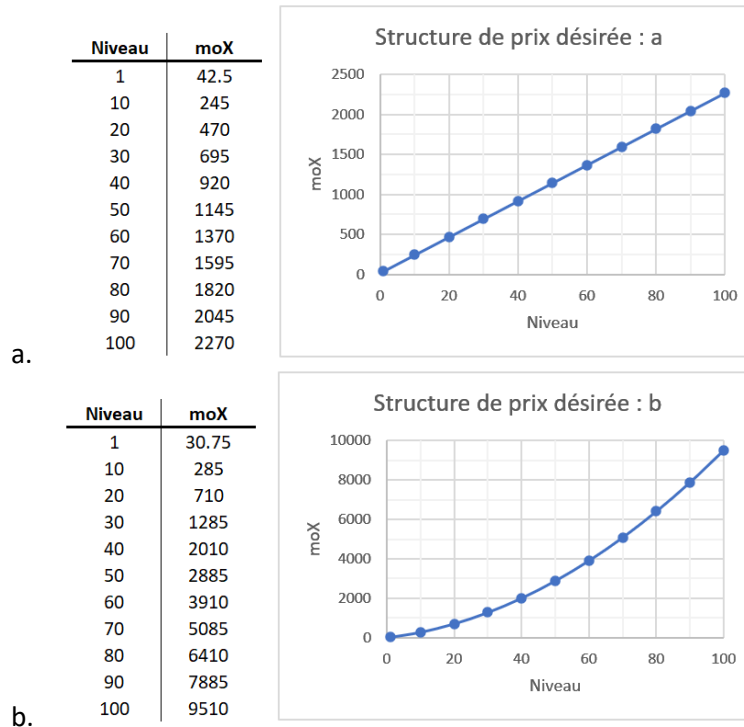 Niveau moX
1 42.5
10 245
20 470
30 695
40 920
50 1145
60 1370
70 1595
80 1820
90 2045
100 2270
a.
Structure de prix désirée : a
2500
2000
1500
1000
500
0
0 20 40 60 80 100
moX
Niveau
Niveau moX
1 30.75
10 285
20 710
30 1285
40 2010
50 2885
60 3910
70 5085
80 6410
90 7885
100 9510
b.
Structure de prix désirée : b
10000
8000
6000
4000
2000
0
0 20 40 60 80 100
moX
Niveau